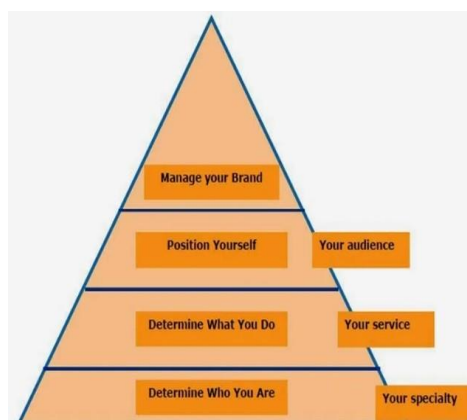 Manage your Brand
Position Yourself
Your audience
Determine What You Do
Your service
Determine Who You Are
Your specialty